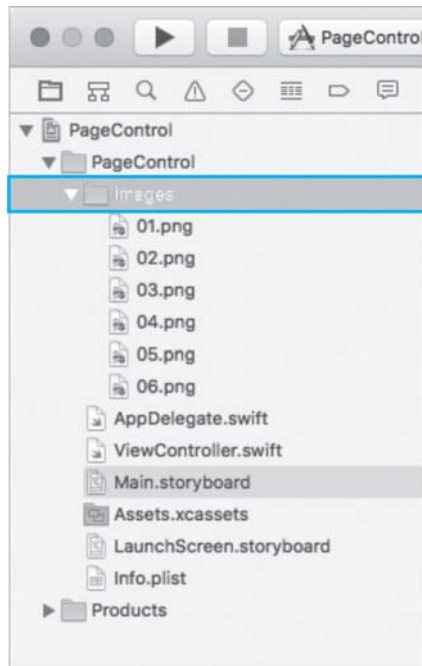 PageControl
PageControl
PageControl
images
01.png
02.png
03.png
04.png
05.png
06.png
AppDelegate.swift
ViewController.swift
Main.storyboard
Assets.xcassets
LaunchScreen.storyboard
Info.plist
Products